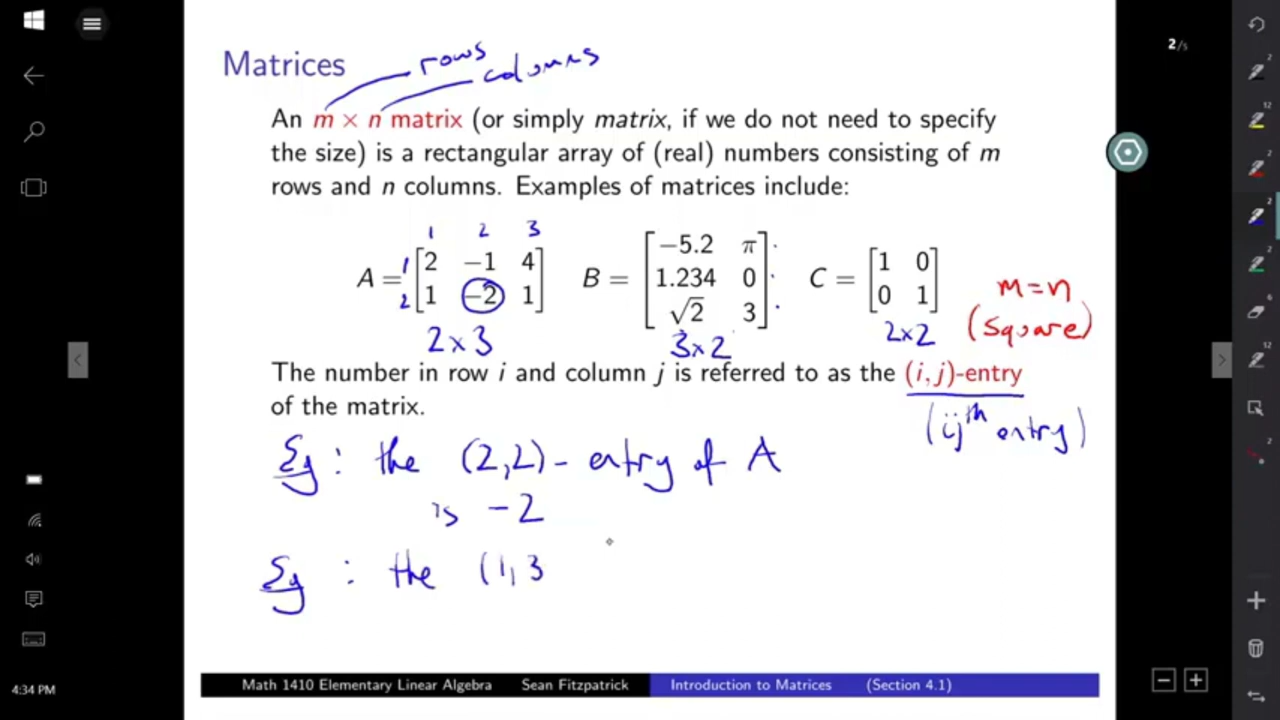 2/5
Matrices
rows
columns
An m × n matrix (or simply matrix, if we do not need to specify
the size) is a rectangular array of (real) numbers consisting of m
rows and n columns. Examples of matrices include:
1 2 3
A = 1 [2 −1 4] B = [−5.2 π] C = [1 0]
2 [1 −2 1] [1.234 0] [0 1]
[√2 3]
m=n
(square)
2×3 3×2 2×2
The number in row i and column j is referred to as the (i, j)-entry
of the matrix.
(ijth entry)
Eg: the (2,2)- entry of A
is -2
Eg: the (1,3
Math 1410 Elementary Linear Algebra Sean Fitzpatrick Introduction to Matrices (Section 4.1)
4:34 PM